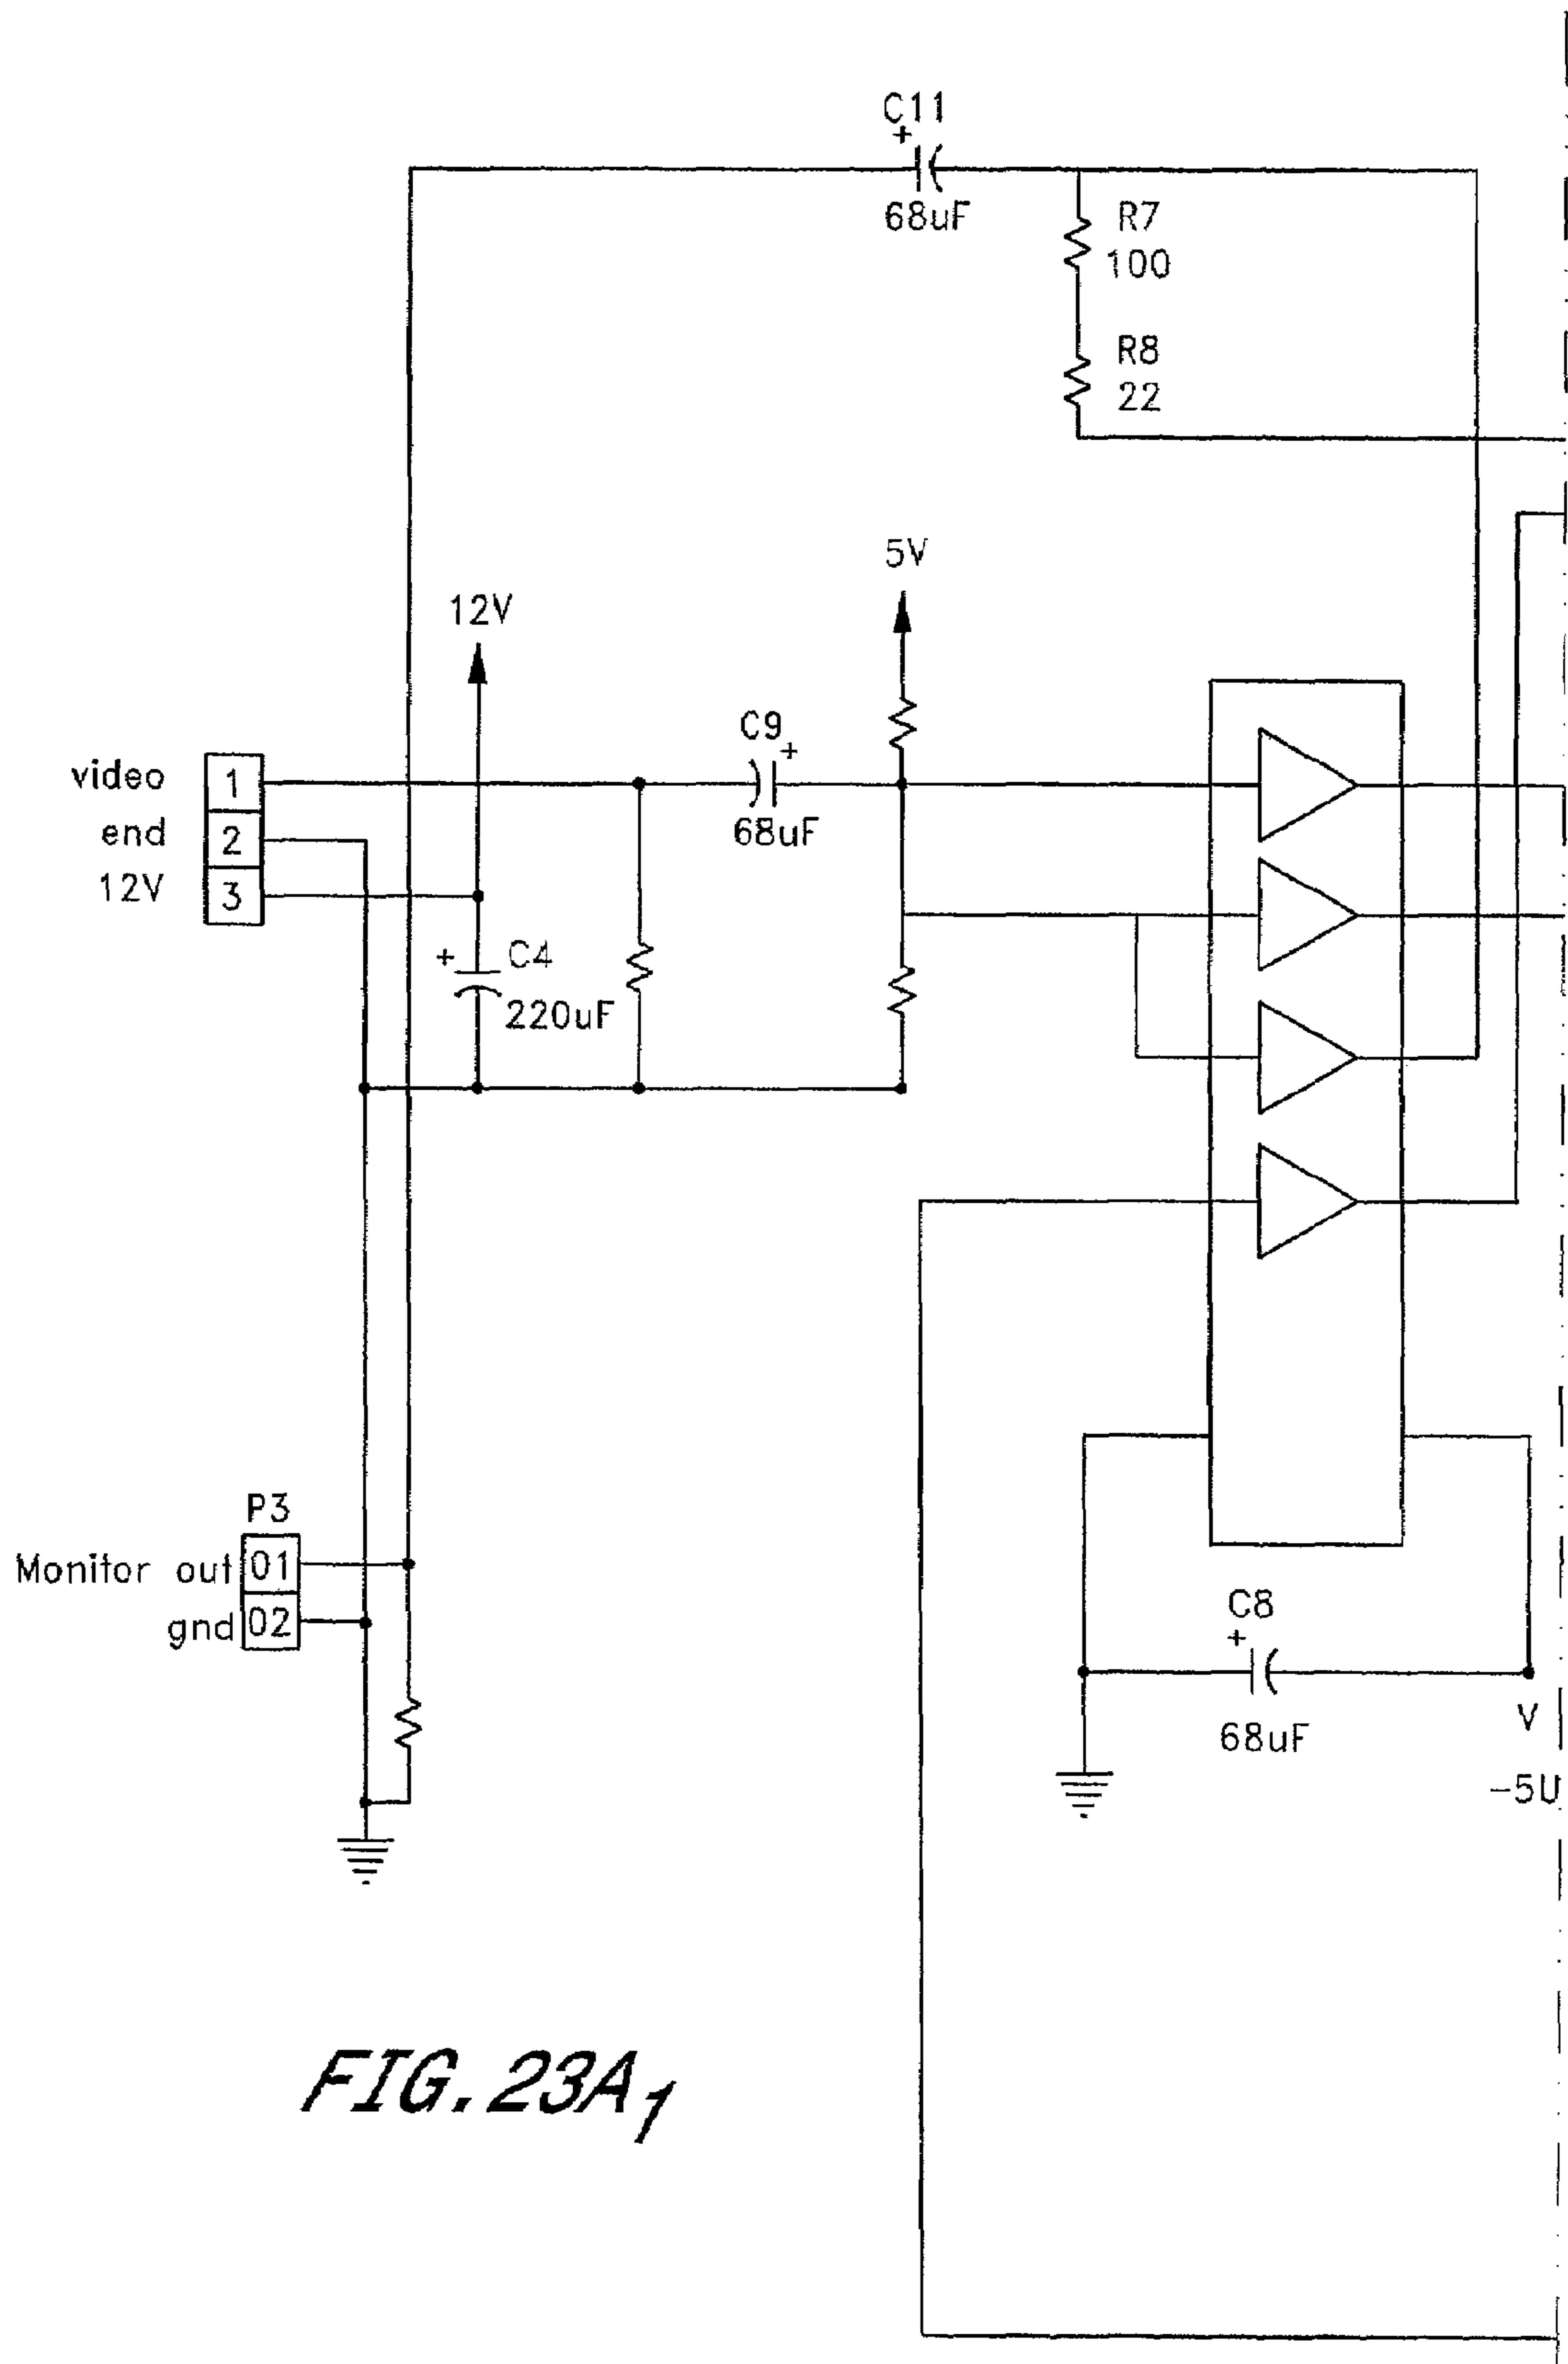 C11
+
68uF
R7
100
R8
22
5V
12V
C9
+
68uF
video 1
end 2
12V 3
+ C4
220uF
P3
Monitor out 01
gnd 02
C8
+
68uF
V
-5U
FIG. 23A1